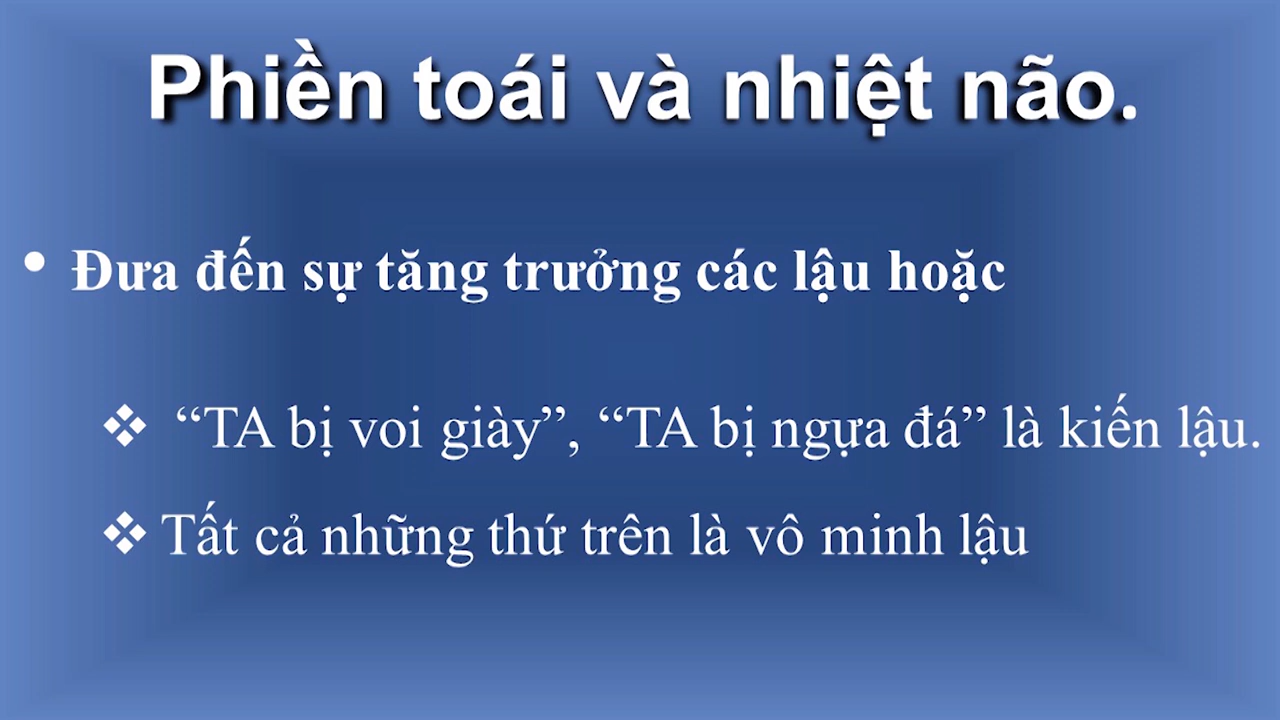 Phiền toái và nhiệt não.
• Đưa đến sự tăng trưởng các lậu hoặc
❖ “TA bị voi giày”, “TA bị ngựa đá” là kiến lậu.
❖ Tất cả những thứ trên là vô minh lậu